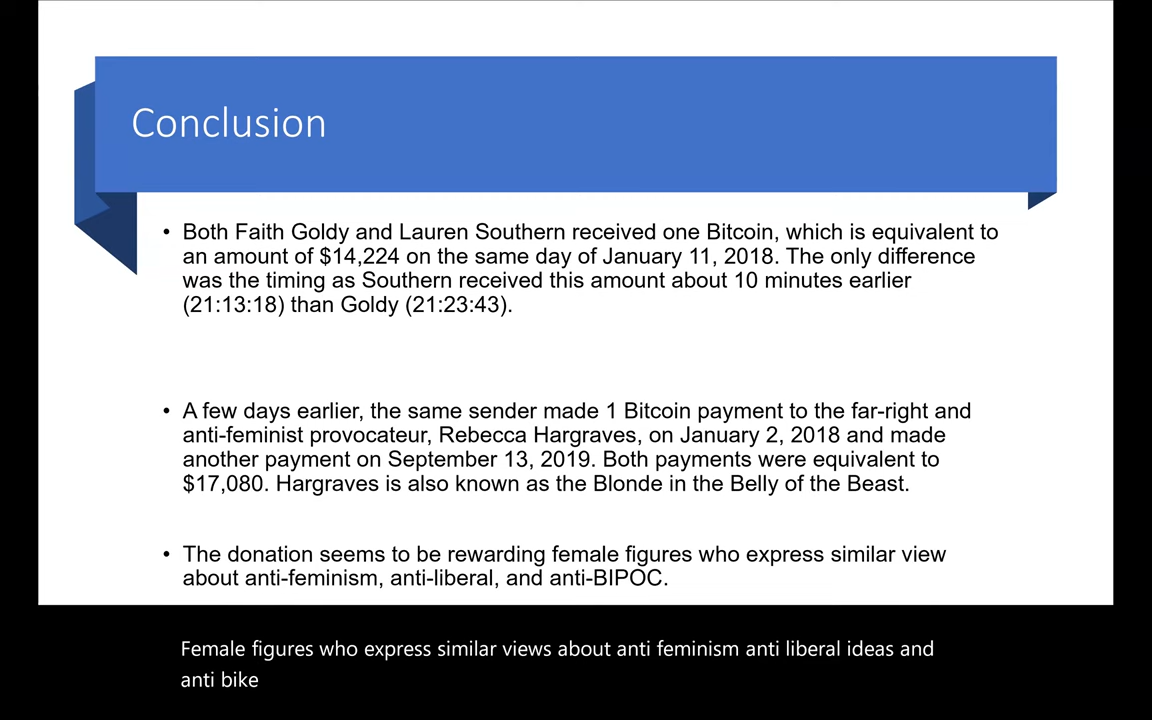 Conclusion
• Both Faith Goldy and Lauren Southern received one Bitcoin, which is equivalent to
an amount of $14,224 on the same day of January 11, 2018. The only difference
was the timing as Southern received this amount about 10 minutes earlier
(21:13:18) than Goldy (21:23:43).
• A few days earlier, the same sender made 1 Bitcoin payment to the far-right and
anti-feminist provocateur, Rebecca Hargraves, on January 2, 2018 and made
another payment on September 13, 2019. Both payments were equivalent to
$17,080. Hargraves is also known as the Blonde in the Belly of the Beast.
• The donation seems to be rewarding female figures who express similar view
about anti-feminism, anti-liberal, and anti-BIPOC.
Female figures who express similar views about anti feminism anti liberal ideas and
anti bike